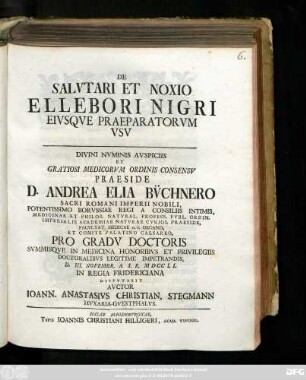 6.
DE
SALVTARI ET NOXIO
ELLEBORI NIGRI
EIVSQVE PRAEPARATORVM
VSV
DIVINI NVMINIS AVSPICIIS
ET
GRATIOSI MEDICORVM ORDINIS CONSENSV
PRAESIDE
D. ANDREA ELIA BÜCHNERO
SACRI ROMANI IMPERII NOBILI,
POTENTISSIMO BORVSSIAE REGI A CONSILIIS INTIMIS,
MEDICINAE ET PHILOS. NATVRAL. PROFESS. PVBL. ORDIN.
IMPERIALIS ACADEMIAE NATVRAE CVRIOS. PRAESIDE,
FACVLTAT. MEDICAE
ET COMITE PALATINO CAESAREO,
PRO GRADV DOCTORIS
SVMMISQVE IN MEDICINA HONORIBVS ET PRIVILEGIIS
DOCTORALIBVS LEGITIME IMPETRANDIS,
D. III NOVEMBR. A. S. R. MDCCLI.
IN REGIA FRIDERICIANA
DISPVTABIT
AVCTOR
IOANN. ANASTASIVS CHRISTIAN. STEGMANN
HVXARIA-GVESTPHALVS.
HALAE MAGDEBVRGICAE,
TYPIS IOANNIS CHRISTIANI HILLIGERI, ACAD. TYPOGR.